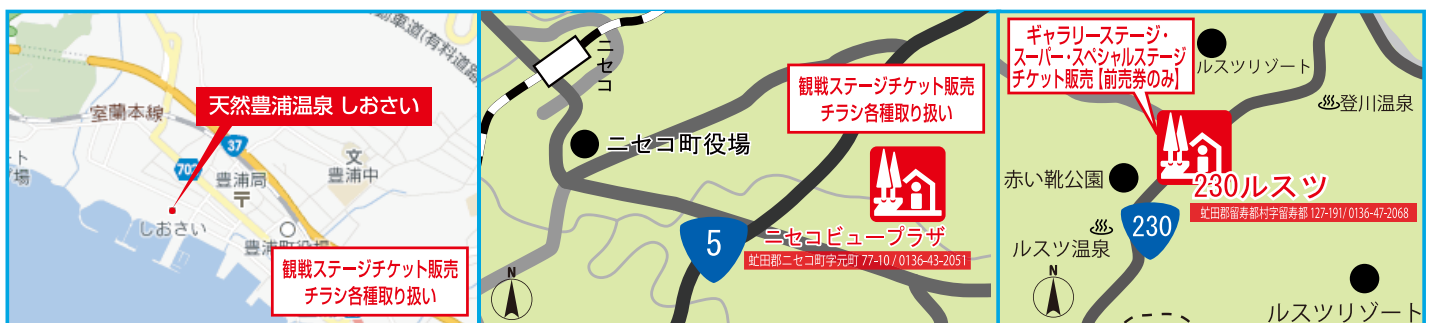 動車道(有料道路
室蘭本線
天然豊浦温泉 しおさい
37
702
文
豊浦中
豊浦局
しおさい
観戦ステージチケット販売
チラシ各種取り扱い
ニセコ
観戦ステージチケット販売
チラシ各種取り扱い
ニセコ町役場
5
ニセコビュープラザ
虻田郡ニセコ町字元町 77-10 / 0136-43-2051
N
ギャラリーステージ・
スーパー・スペシャルステージ
チケット販売【前売券のみ】
ルスツリゾート
登川温泉
赤い靴公園
230ルスツ
虻田郡留寿都村字留寿都 127-191/ 0136-47-2068
230
ルスツ温泉
N
ルスツリゾート